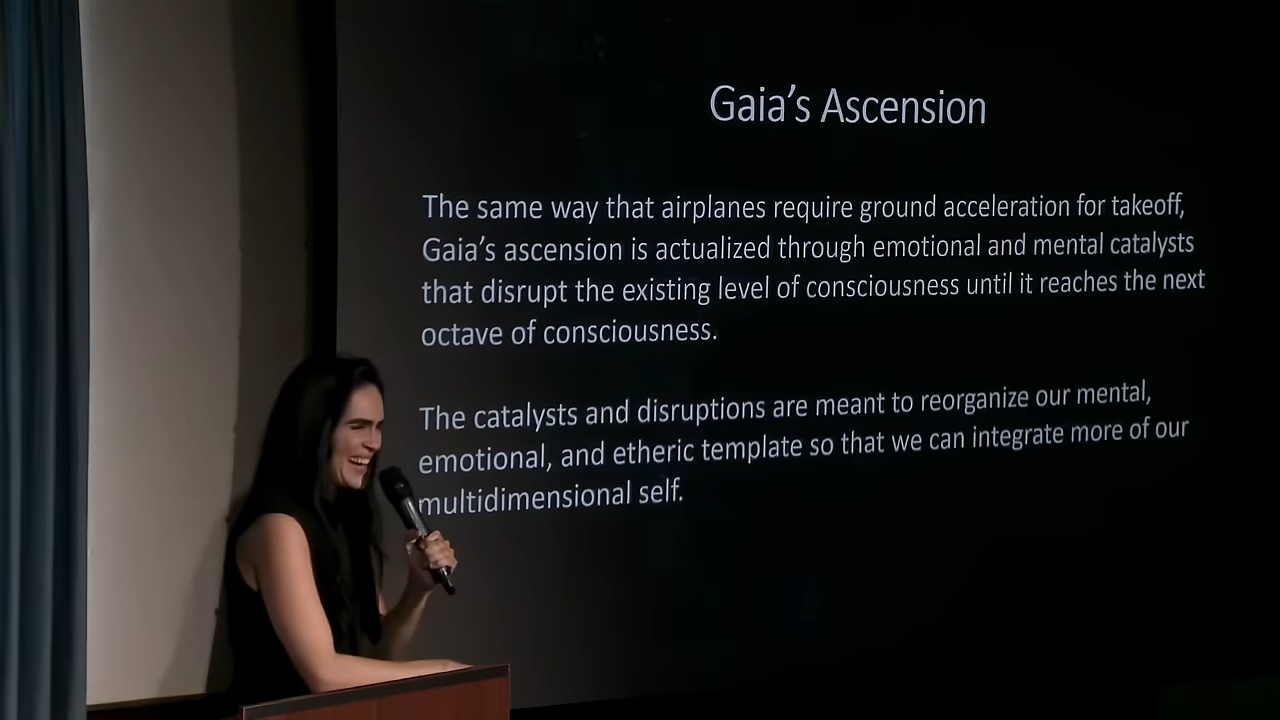 Gaia's Ascension
The same way that airplanes require ground acceleration for takeoff,
Gaia's ascension is actualized through emotional and mental catalysts
that disrupt the existing level of consciousness until it reaches the next
octave of consciousness.
The catalysts and disruptions are meant to reorganize our mental,
emotional, and etheric template so that we can integrate more of our
multidimensional self.